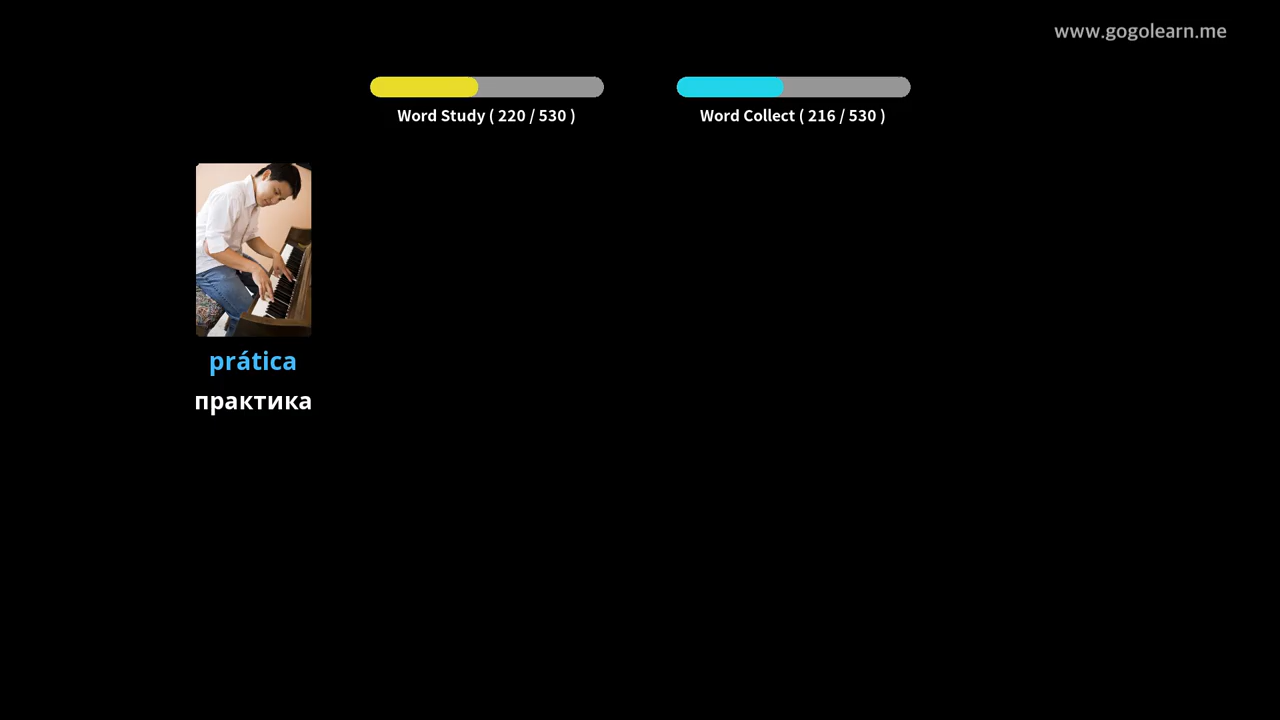 www.gogolearn.me
Word Study ( 220 / 530 )
Word Collect ( 216 / 530 )
prática
практика